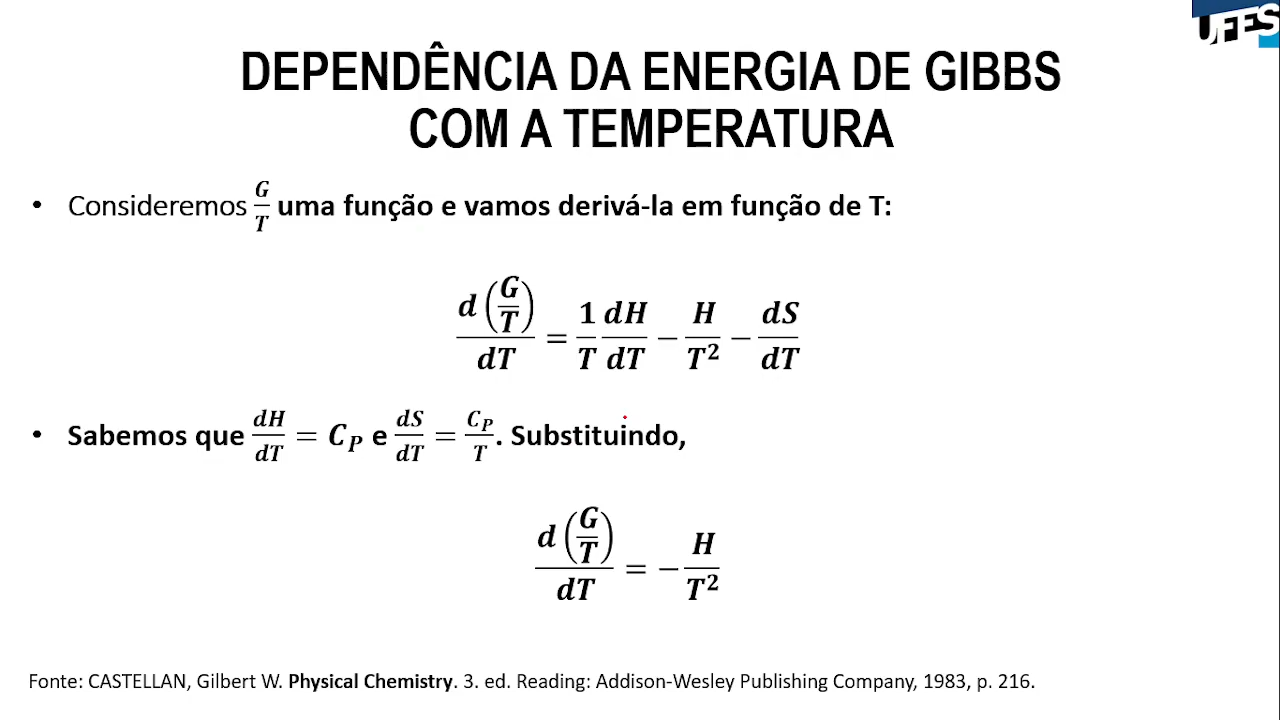 UFES
DEPENDÊNCIA DA ENERGIA DE GIBBS
COM A TEMPERATURA
• Consideremos G/T uma função e vamos derivá-la em função de T:
d(G/T)/dT = 1/T dH/dT − H/T² − dS/dT
• Sabemos que dH/dT = C_P e dS/dT = C_P/T. Substituindo,
d(G/T)/dT = − H/T²
Fonte: CASTELLAN, Gilbert W. Physical Chemistry. 3. ed. Reading: Addison-Wesley Publishing Company, 1983, p. 216.